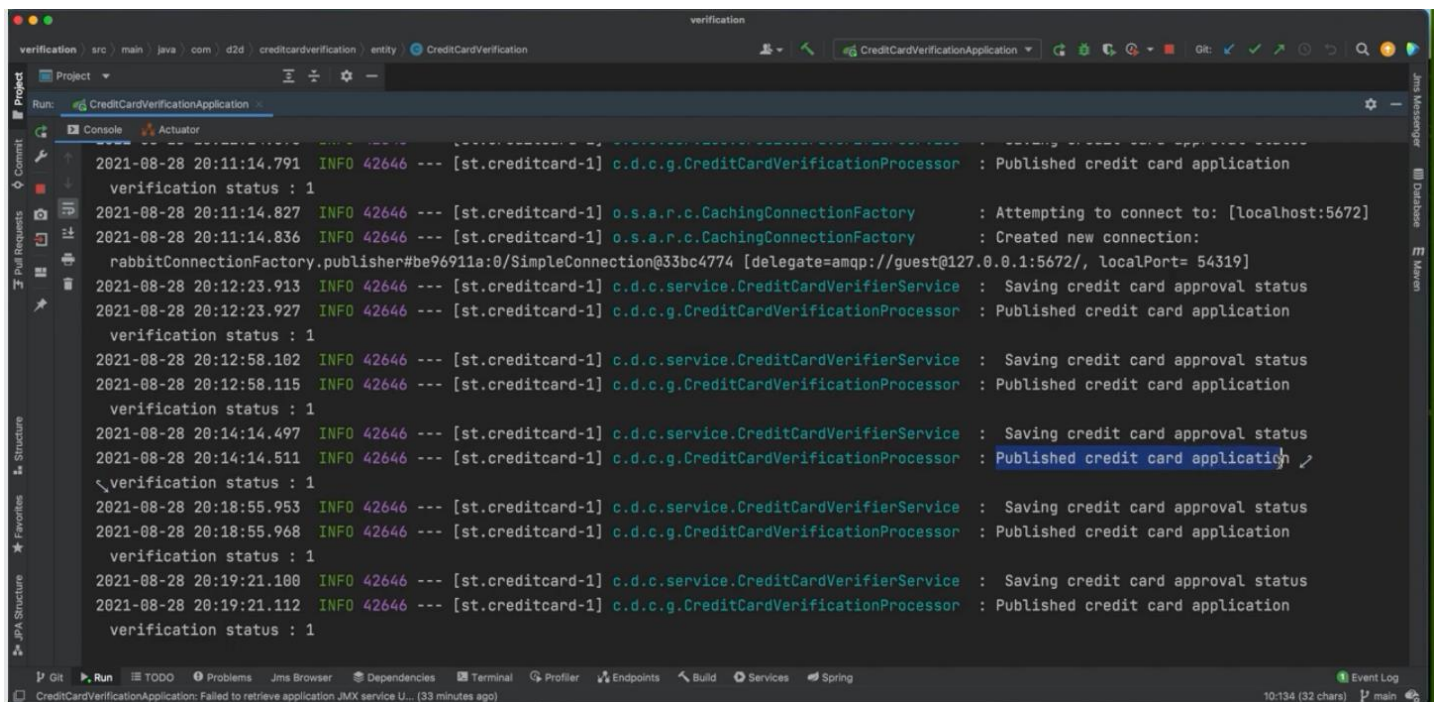 verification
verification src main java com d2d creditcardverification entity CreditCardVerification
CreditCardVerificationApplication
Git:
Project
Run: CreditCardVerificationApplication
Console Actuator
2021-08-28 20:11:14.791 INFO 42646 --- [st.creditcard-1] c.d.c.g.CreditCardVerificationProcessor : Published credit card application
verification status : 1
2021-08-28 20:11:14.827 INFO 42646 --- [st.creditcard-1] o.s.a.r.c.CachingConnectionFactory : Attempting to connect to: [localhost:5672]
2021-08-28 20:11:14.836 INFO 42646 --- [st.creditcard-1] o.s.a.r.c.CachingConnectionFactory : Created new connection:
rabbitConnectionFactory.publisher#be96911a:0/SimpleConnection@33bc4774 [delegate=amqp://guest@127.0.0.1:5672/, localPort= 54319]
2021-08-28 20:12:23.913 INFO 42646 --- [st.creditcard-1] c.d.c.service.CreditCardVerifierService : Saving credit card approval status
2021-08-28 20:12:23.927 INFO 42646 --- [st.creditcard-1] c.d.c.g.CreditCardVerificationProcessor : Published credit card application
verification status : 1
2021-08-28 20:12:58.102 INFO 42646 --- [st.creditcard-1] c.d.c.service.CreditCardVerifierService : Saving credit card approval status
2021-08-28 20:12:58.115 INFO 42646 --- [st.creditcard-1] c.d.c.g.CreditCardVerificationProcessor : Published credit card application
verification status : 1
2021-08-28 20:14:14.497 INFO 42646 --- [st.creditcard-1] c.d.c.service.CreditCardVerifierService : Saving credit card approval status
2021-08-28 20:14:14.511 INFO 42646 --- [st.creditcard-1] c.d.c.g.CreditCardVerificationProcessor : Published credit card application
verification status : 1
2021-08-28 20:18:55.953 INFO 42646 --- [st.creditcard-1] c.d.c.service.CreditCardVerifierService : Saving credit card approval status
2021-08-28 20:18:55.968 INFO 42646 --- [st.creditcard-1] c.d.c.g.CreditCardVerificationProcessor : Published credit card application
verification status : 1
2021-08-28 20:19:21.100 INFO 42646 --- [st.creditcard-1] c.d.c.service.CreditCardVerifierService : Saving credit card approval status
2021-08-28 20:19:21.112 INFO 42646 --- [st.creditcard-1] c.d.c.g.CreditCardVerificationProcessor : Published credit card application
verification status : 1
Project
Commit
Pull Requests
Structure
Favorites
JPA Structure
Jms Messenger
Database
Maven
Git Run TODO Problems Jms Browser Dependencies Terminal Profiler Endpoints Build Services Spring 1 Event Log
CreditCardVerificationApplication: Failed to retrieve application JMX service U... (33 minutes ago) 10:134 (32 chars) main